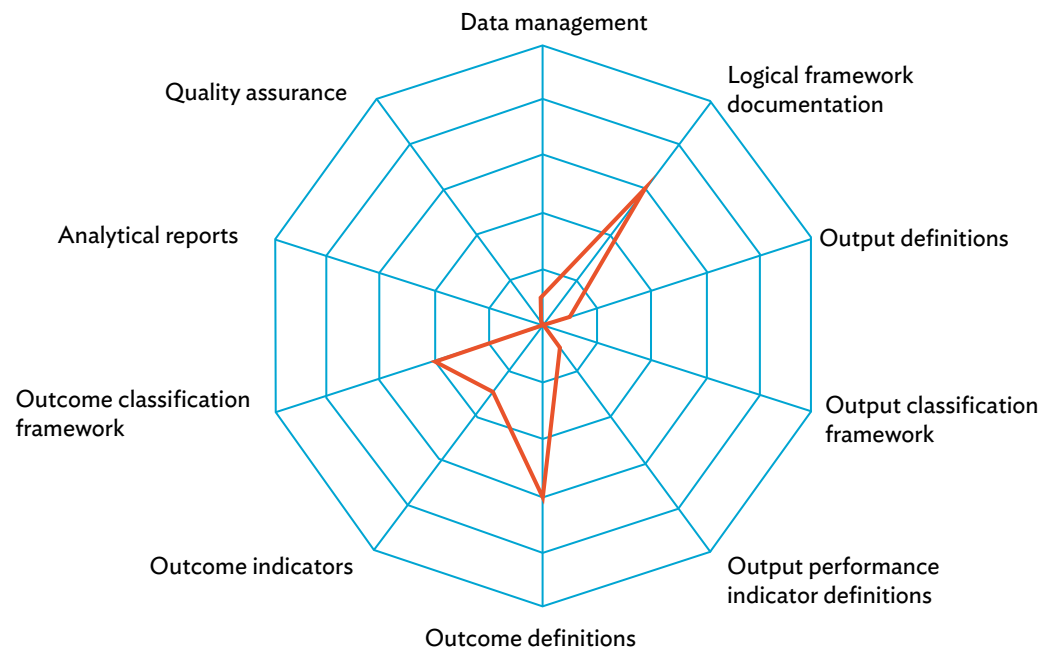 Data management
Logical framework
documentation
Output definitions
Output classification
framework
Output performance
indicator definitions
Outcome definitions
Outcome indicators
Outcome classification
framework
Analytical reports
Quality assurance